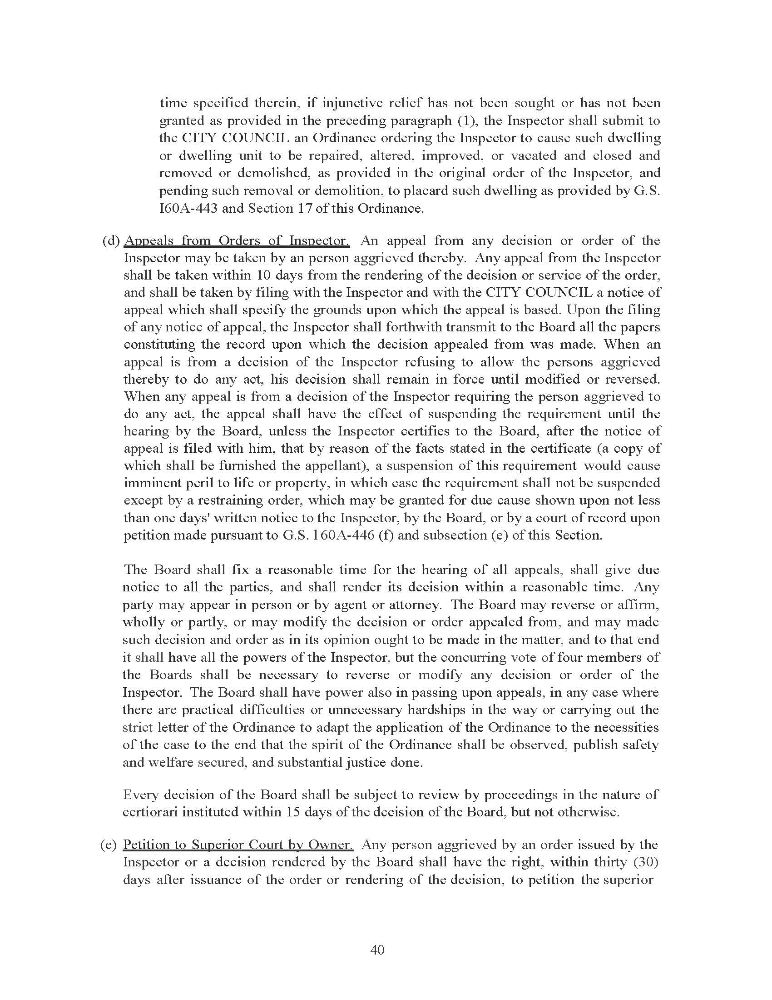 time specified therein, if injunctive relief has not been sought or has not been
granted as provided in the preceding paragraph (1), the Inspector shall submit to
the CITY COUNCIL an Ordinance ordering the Inspector to cause such dwelling
or dwelling unit to be repaired, altered, improved, or vacated and closed and
removed or demolished, as provided in the original order of the Inspector, and
pending such removal or demolition, to placard such dwelling as provided by G.S.
I60A-443 and Section 17 of this Ordinance.
(d) Appeals from Orders of Inspector. An appeal from any decision or order of the
Inspector may be taken by an person aggrieved thereby. Any appeal from the Inspector
shall be taken within 10 days from the rendering of the decision or service of the order,
and shall be taken by filing with the Inspector and with the CITY COUNCIL a notice of
appeal which shall specify the grounds upon which the appeal is based. Upon the filing
of any notice of appeal, the Inspector shall forthwith transmit to the Board all the papers
constituting the record upon which the decision appealed from was made. When an
appeal is from a decision of the Inspector refusing to allow the persons aggrieved
thereby to do any act, his decision shall remain in force until modified or reversed.
When any appeal is from a decision of the Inspector requiring the person aggrieved to
do any act, the appeal shall have the effect of suspending the requirement until the
hearing by the Board, unless the Inspector certifies to the Board, after the notice of
appeal is filed with him, that by reason of the facts stated in the certificate (a copy of
which shall be furnished the appellant), a suspension of this requirement would cause
imminent peril to life or property, in which case the requirement shall not be suspended
except by a restraining order, which may be granted for due cause shown upon not less
than one days' written notice to the Inspector, by the Board, or by a court of record upon
petition made pursuant to G.S. 160A-446 (f) and subsection (e) of this Section.
The Board shall fix a reasonable time for the hearing of all appeals, shall give due
notice to all the parties, and shall render its decision within a reasonable time. Any
party may appear in person or by agent or attorney. The Board may reverse or affirm,
wholly or partly, or may modify the decision or order appealed from, and may made
such decision and order as in its opinion ought to be made in the matter, and to that end
it shall have all the powers of the Inspector, but the concurring vote of four members of
the Boards shall be necessary to reverse or modify any decision or order of the
Inspector. The Board shall have power also in passing upon appeals, in any case where
there are practical difficulties or unnecessary hardships in the way or carrying out the
strict letter of the Ordinance to adapt the application of the Ordinance to the necessities
of the case to the end that the spirit of the Ordinance shall be observed, publish safety
and welfare secured, and substantial justice done.
Every decision of the Board shall be subject to review by proceedings in the nature of
certiorari instituted within 15 days of the decision of the Board, but not otherwise.
(e) Petition to Superior Court by Owner. Any person aggrieved by an order issued by the
Inspector or a decision rendered by the Board shall have the right, within thirty (30)
days after issuance of the order or rendering of the decision, to petition the superior
40